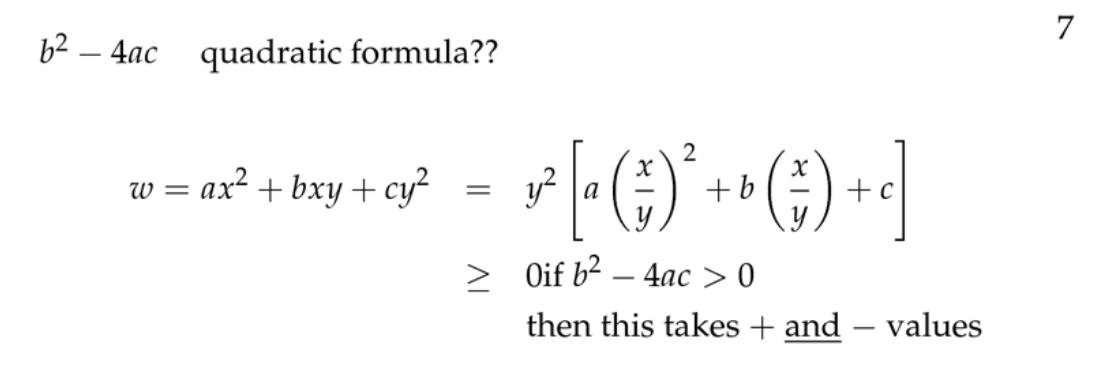 7
b² − 4ac quadratic formula??
w = ax² + bxy + cy² = y² [a (x/y)² + b (x/y) + c]
≥ 0if b² − 4ac > 0
then this takes + and − values